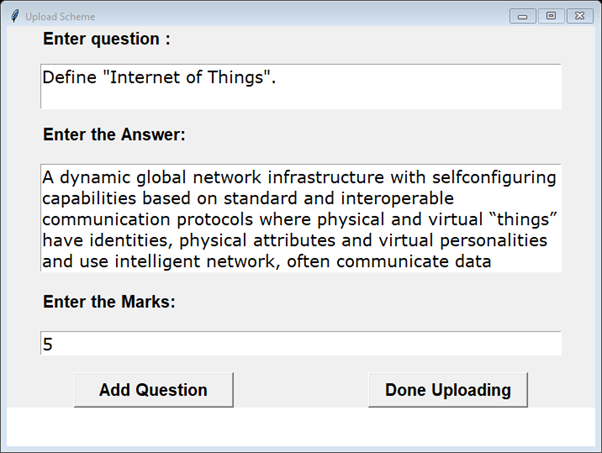 Upload Scheme
Enter question :
Define "Internet of Things".
Enter the Answer:
A dynamic global network infrastructure with selfconfiguring
capabilities based on standard and interoperable
communication protocols where physical and virtual “things”
have identities, physical attributes and virtual personalities
and use intelligent network, often communicate data
Enter the Marks:
5
Add Question
Done Uploading